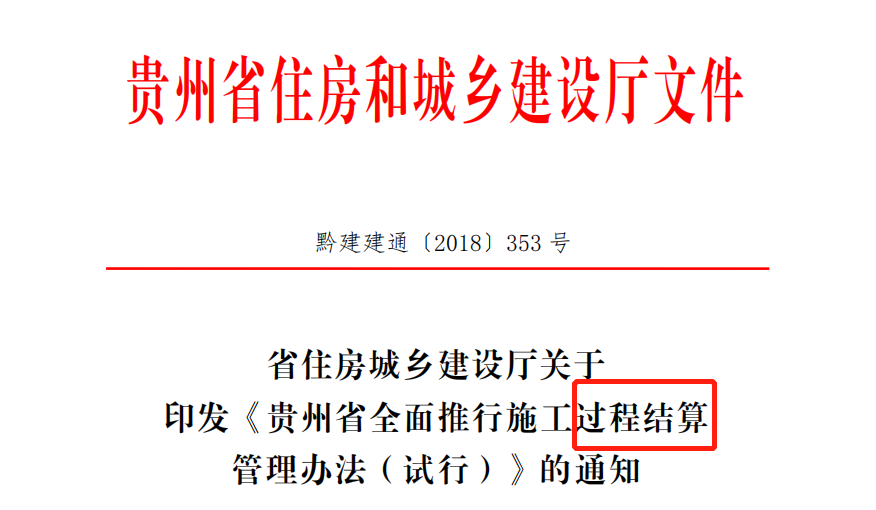 贵州省住房和城乡建设厅文件
黔建建通〔2018〕353 号
省住房城乡建设厅关于
印发《贵州省全面推行施工过程结算
管理办法（试行）》的通知